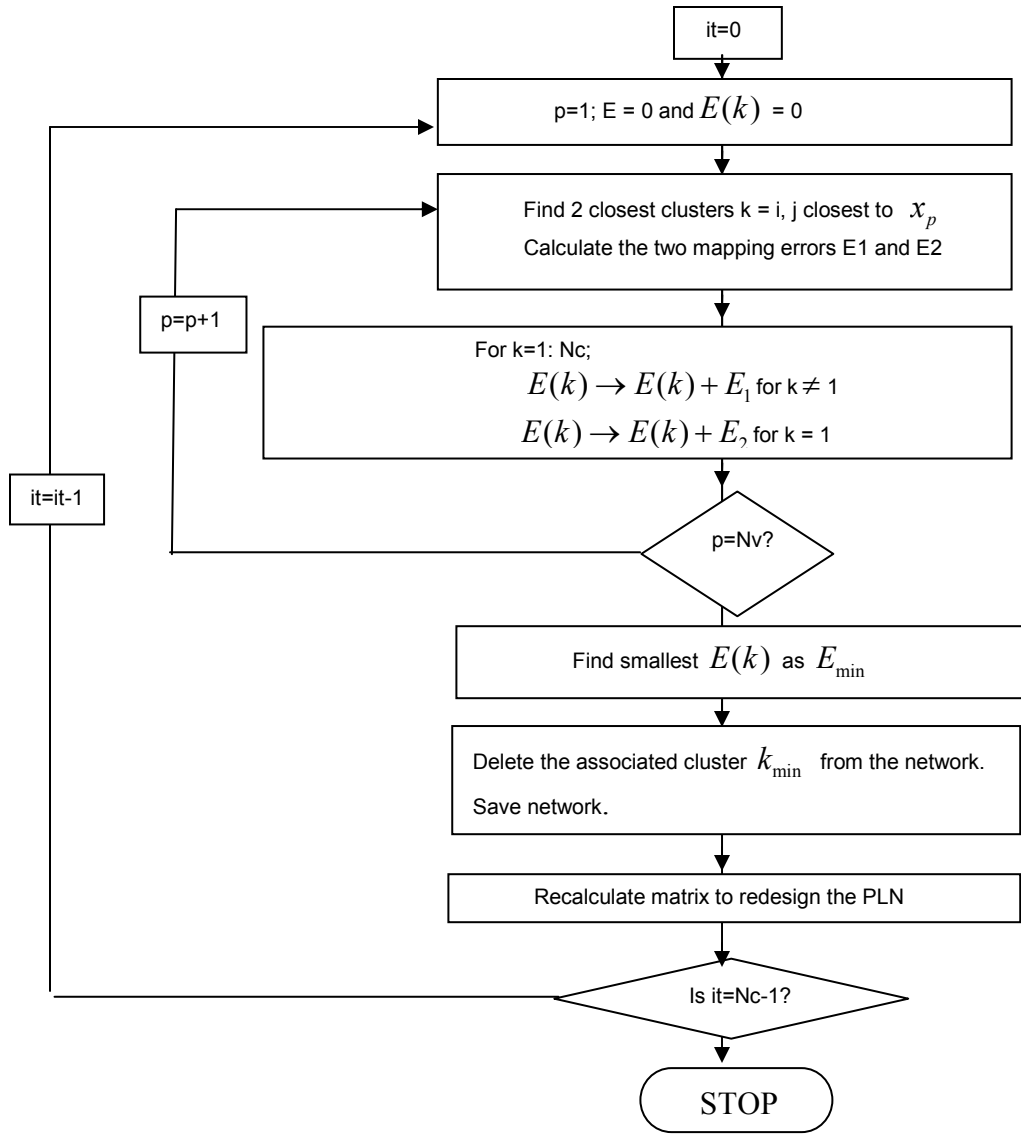 it=0
p=1; E = 0 and E(k) = 0
Find 2 closest clusters k = i, j closest to x_p
Calculate the two mapping errors E1 and E2
p=p+1
For k=1: Nc;
E(k) → E(k) + E_1 for k ≠ 1
E(k) → E(k) + E_2 for k = 1
it=it-1
p=Nv?
Find smallest E(k) as E_min
Delete the associated cluster k_min from the network.
Save network.
Recalculate matrix to redesign the PLN
Is it=Nc-1?
STOP